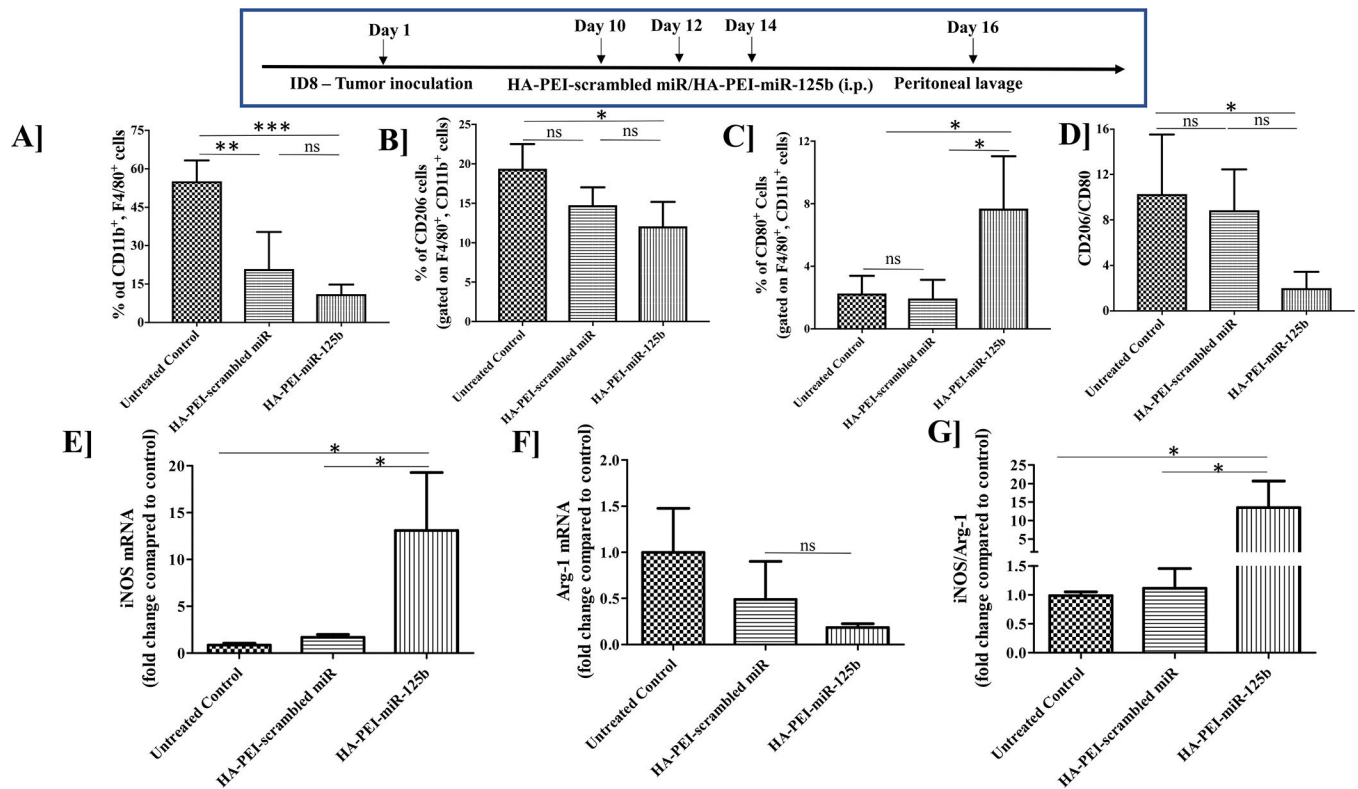 Day 1 Day 10 Day 12 Day 14 Day 16
ID8 – Tumor inoculation HA-PEI-scrambled miR/HA-PEI-miR-125b (i.p.) Peritoneal lavage
A]
% od CD11b⁺, F4/80⁺ cells
75
60
45
30
15
0
***
**
ns
Untreated Control
HA-PEI-scrambled miR
HA-PEI-miR-125b
B]
% of CD206 cells
(gated on F4/80⁺, CD11b⁺ cells)
25
20
15
10
5
0
*
ns
ns
Untreated Control
HA-PEI-scrambled miR
HA-PEI-miR-125b
C]
% of CD80⁺ Cells
(gated on F4/80⁺, CD11b⁺ cells)
12
8
4
0
*
*
ns
Untreated Control
HA-PEI-scrambled miR
HA-PEI-miR-125b
D]
CD206/CD80
16
12
8
4
0
*
ns
ns
Untreated Control
HA-PEI-scrambled miR
HA-PEI-miR-125b
E]
iNOS mRNA
(fold change comapred to control)
20
15
10
5
0
*
*
Untreated Control
HA-PEI-scrambled miR
HA-PEI-miR-125b
F]
Arg-1 mRNA
(fold change compared to control)
2.0
1.5
1.0
0.5
0.0
ns
Untreated Control
HA-PEI-scrambled miR
HA-PEI-miR-125b
G]
iNOS/Arg-1
(fold change compared to control)
25
20
15
10
1.5
1.0
0.5
0.0
*
*
Untreated Control
HA-PEI-scrambled miR
HA-PEI-miR-125b